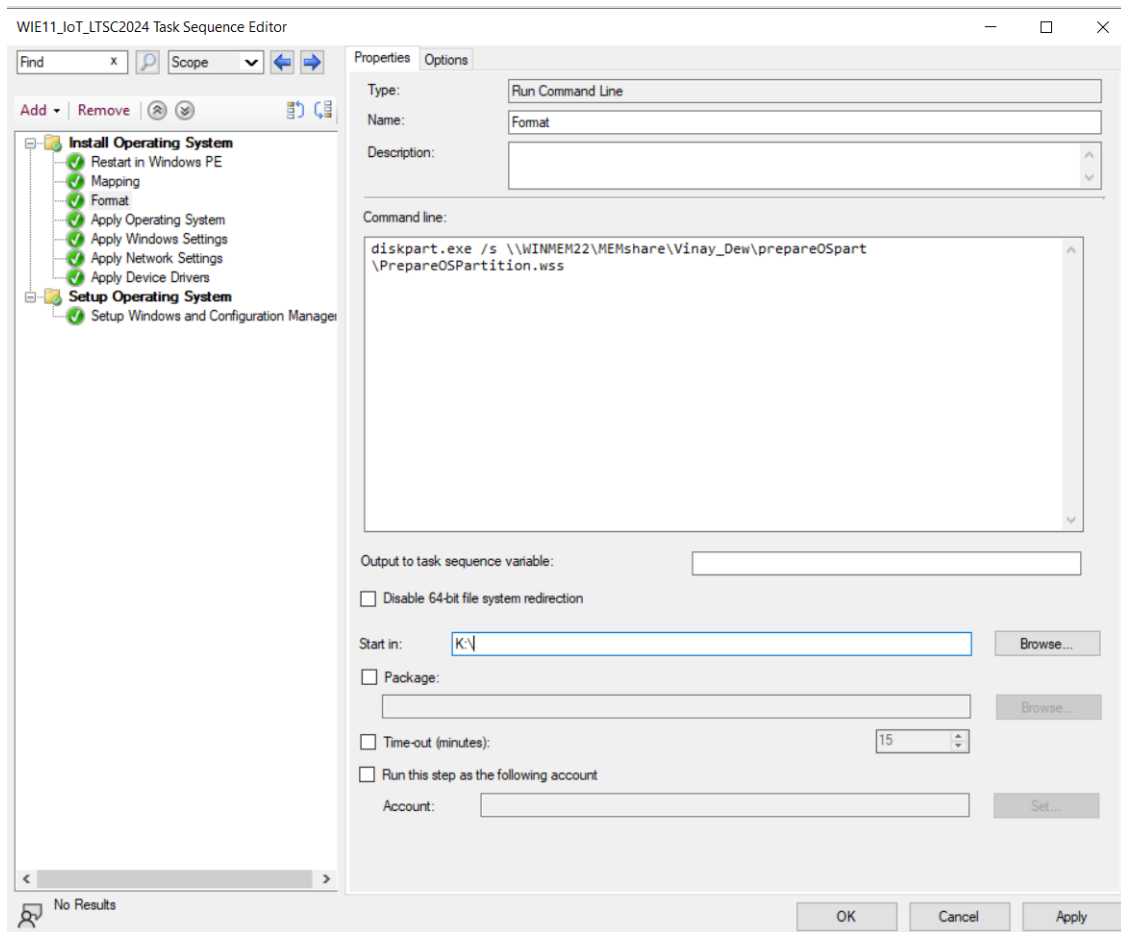 WIE11_IoT_LTSC2024 Task Sequence Editor
Find x Scope
Add Remove
Install Operating System
Restart in Windows PE
Mapping
Format
Apply Operating System
Apply Windows Settings
Apply Network Settings
Apply Device Drivers
Setup Operating System
Setup Windows and Configuration Manager
No Results
Properties Options
Type: Run Command Line
Name: Format
Description:
Command line:
diskpart.exe /s \\WINMEM22\MEMshare\Vinay_Dew\prepareOSpart
\PrepareOSPartition.wss
Output to task sequence variable:
Disable 64-bit file system redirection
Start in: K:\ Browse...
Package:
Browse...
Time-out (minutes): 15
Run this step as the following account
Account: Set...
OK Cancel Apply